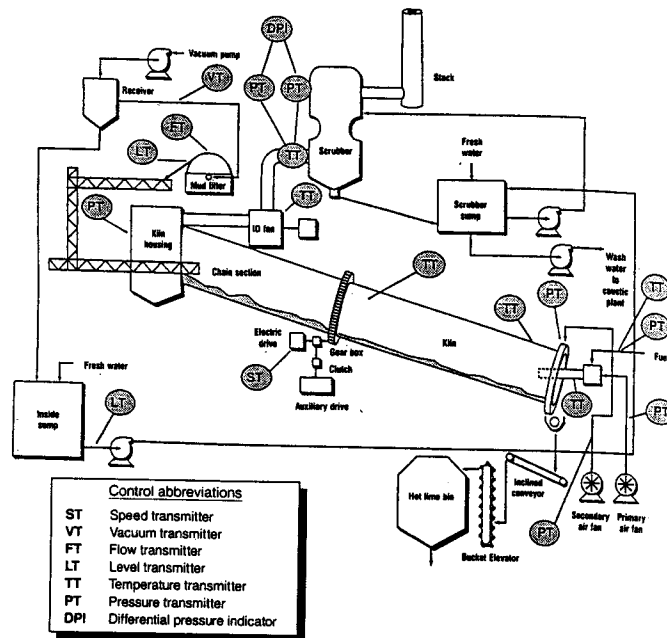 DPI
Vacuum pump
VT
PT
PT
Stack
Receiver
FT
LT
TT
Scrubber
Mud filter
Fresh
water
PT
TT
ID fan
Scrubber
sump
Kiln
housing
Chain section
TT
Wash
water
to
caustic
plant
PT
TT
TT
PT
Electric
drive
Kiln
Gear box
Fuel
ST
Clutch
TT
Fresh water
Auxiliary drive
PT
LT
Inside
sump
Inclined
conveyor
Hot lime bin
Secondary
air fan
Primary
air fan
PT
Bucket Elevator
Control abbreviations
ST Speed transmitter
VT Vacuum transmitter
FT Flow transmitter
LT Level transmitter
TT Temperature transmitter
PT Pressure transmitter
DPI Differential pressure indicator